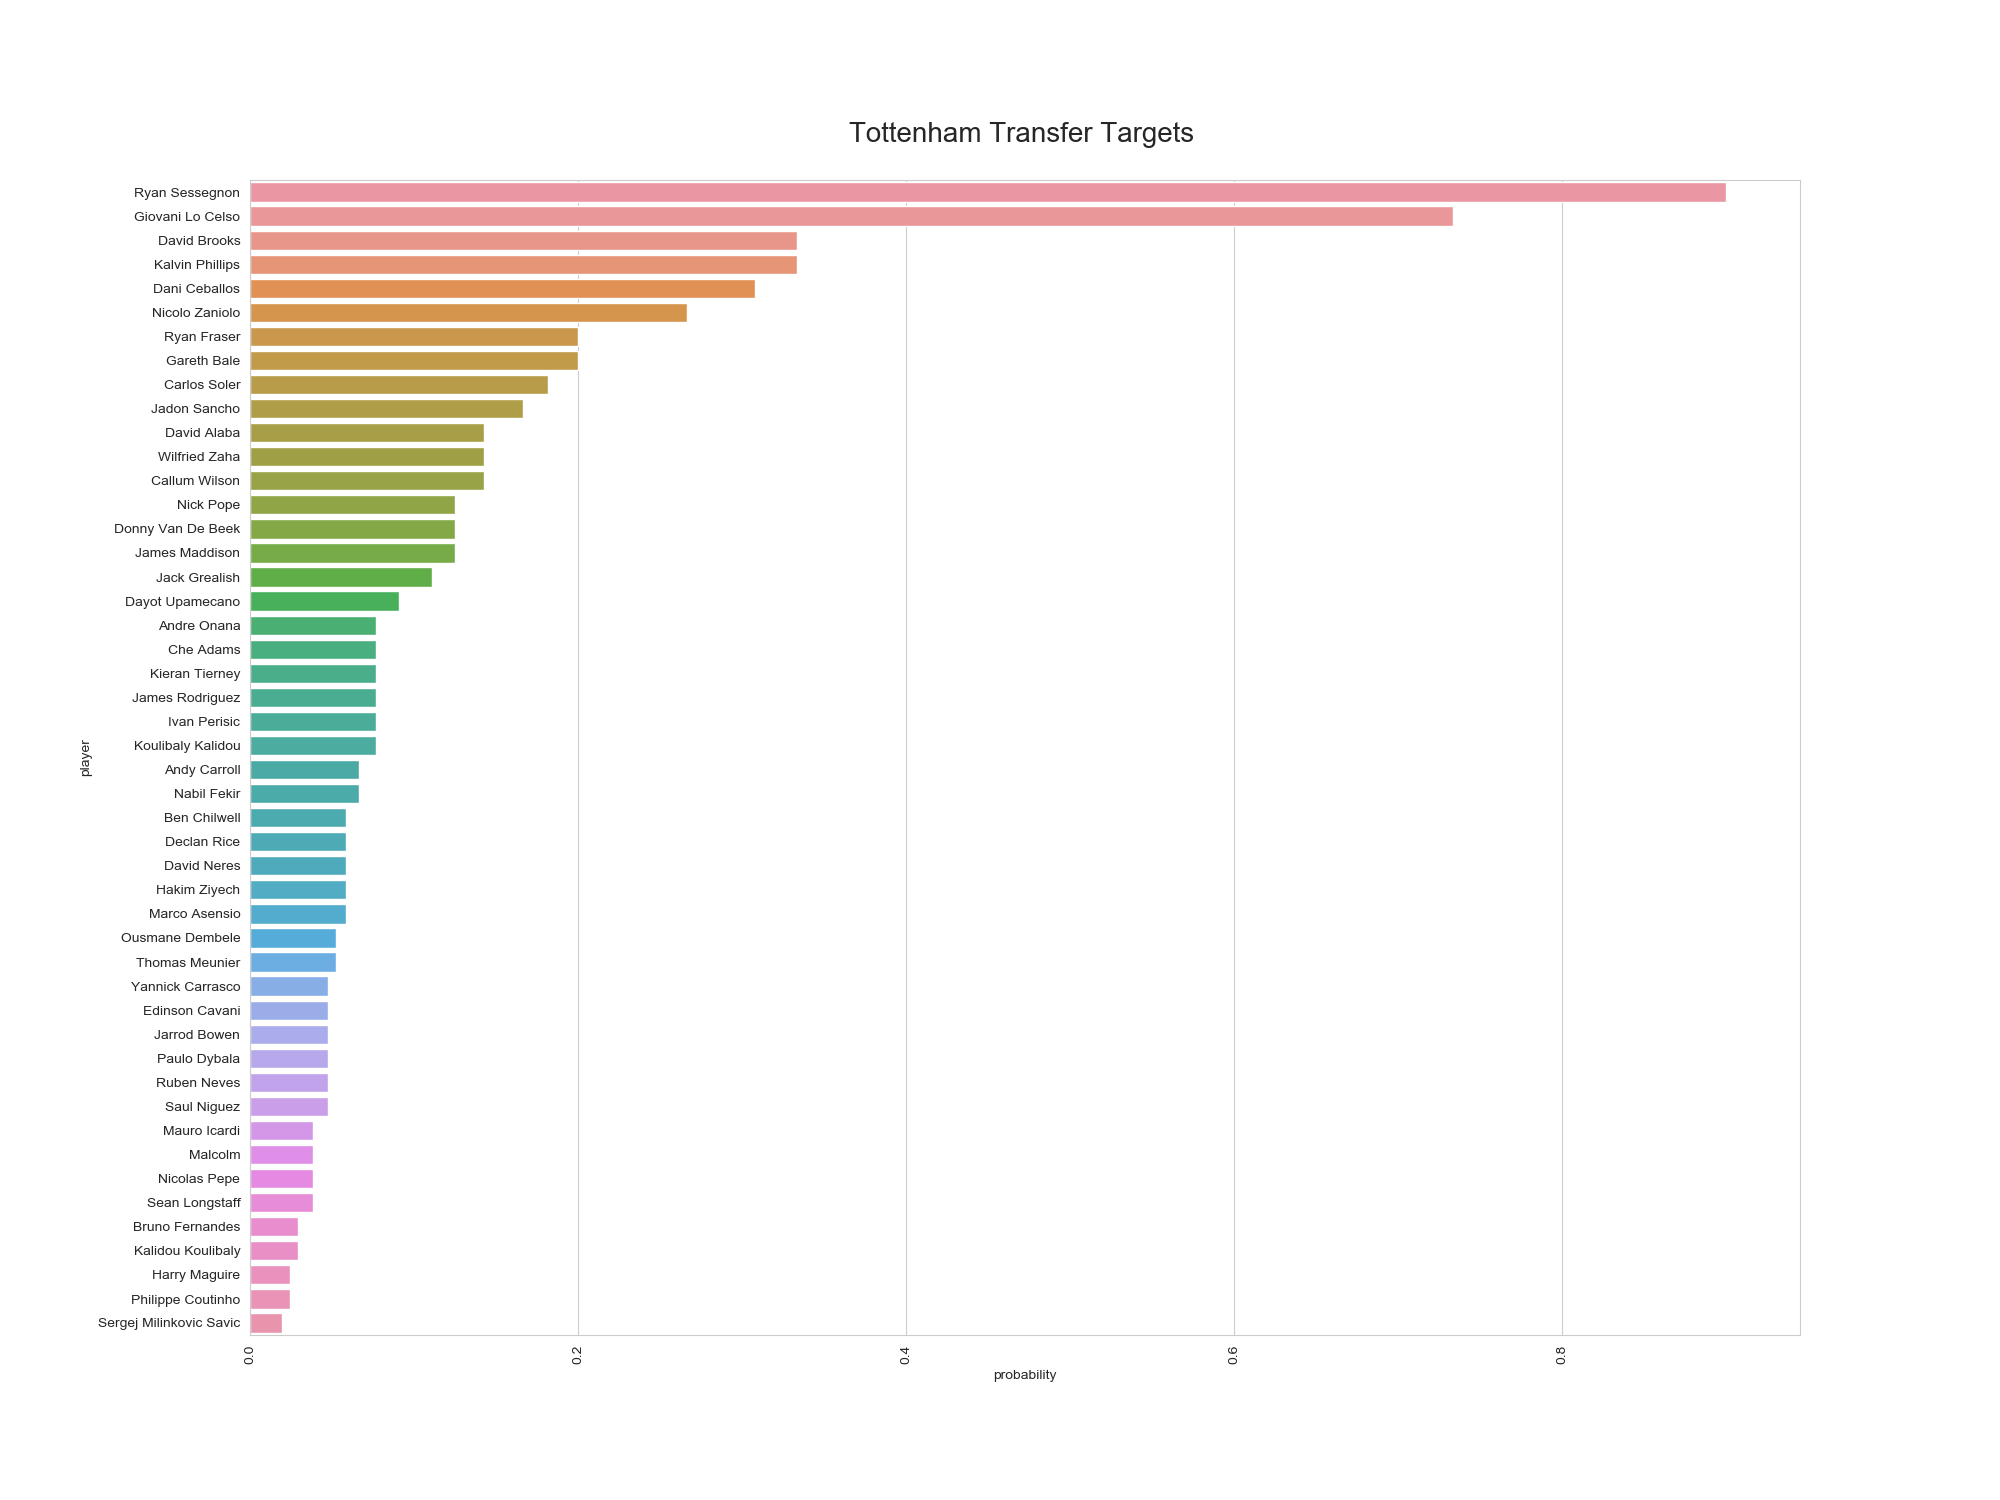 Tottenham Transfer Targets
Ryan Sessegnon
Giovani Lo Celso
David Brooks
Kalvin Phillips
Dani Ceballos
Nicolo Zaniolo
Ryan Fraser
Gareth Bale
Carlos Soler
Jadon Sancho
David Alaba
Wilfried Zaha
Callum Wilson
Nick Pope
Donny Van De Beek
James Maddison
Jack Grealish
Dayot Upamecano
Andre Onana
Che Adams
Kieran Tierney
James Rodriguez
Ivan Perisic
Koulibaly Kalidou
Andy Carroll
Nabil Fekir
Ben Chilwell
Declan Rice
David Neres
Hakim Ziyech
Marco Asensio
Ousmane Dembele
Thomas Meunier
Yannick Carrasco
Edinson Cavani
Jarrod Bowen
Paulo Dybala
Ruben Neves
Saul Niguez
Mauro Icardi
Malcolm
Nicolas Pepe
Sean Longstaff
Bruno Fernandes
Kalidou Koulibaly
Harry Maguire
Philippe Coutinho
Sergej Milinkovic Savic
player
0.0
0.2
0.4
0.6
0.8
probability